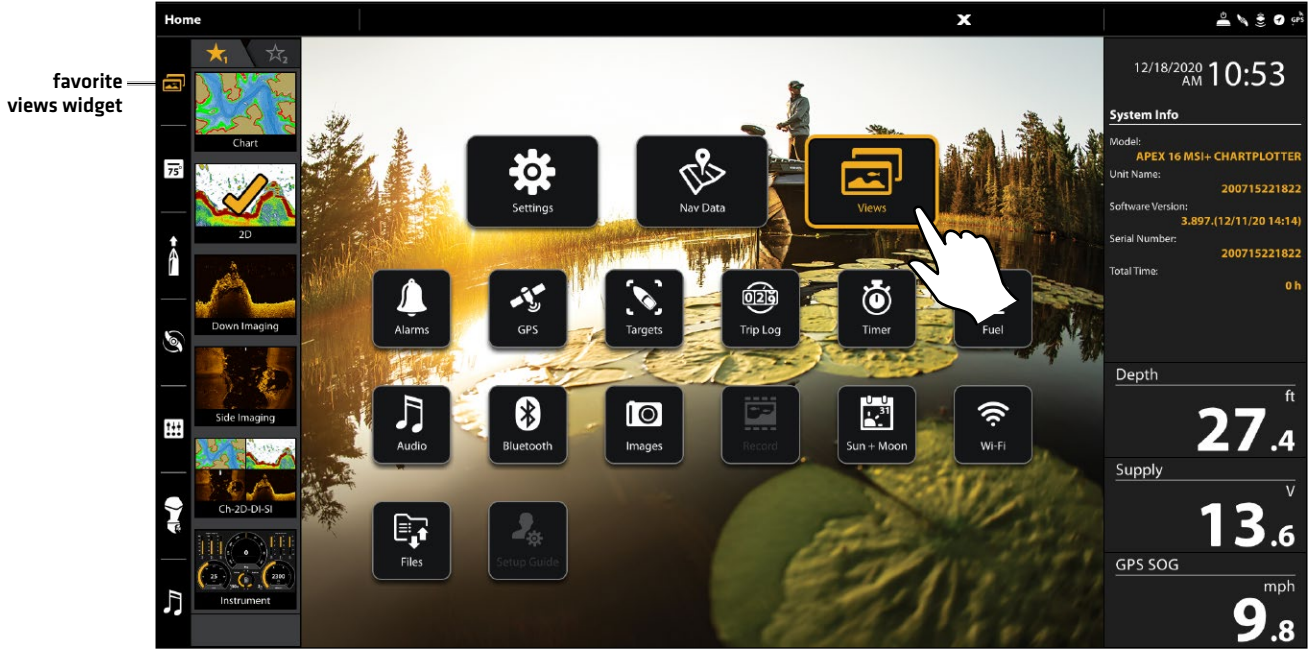 Home
X
GPS
favorite
views widget
1
2
Chart
2D
Down Imaging
Side Imaging
Ch-2D-DI-SI
Instrument
75°
Settings
Nav Data
Views
Alarms
GPS
Targets
Trip Log
Timer
Fuel
Audio
Bluetooth
Images
Record
31
Sun + Moon
Wi-Fi
Files
Setup Guide
12/18/2020
AM 10:53
System Info
Model:
APEX 16 MSI+ CHARTPLOTTER
Unit Name:
200715221822
Software Version:
3.897.(12/11/20 14:14)
Serial Number:
200715221822
Total Time:
0 h
Depth
ft
27.4
Supply
V
13.6
GPS SOG
mph
9.8